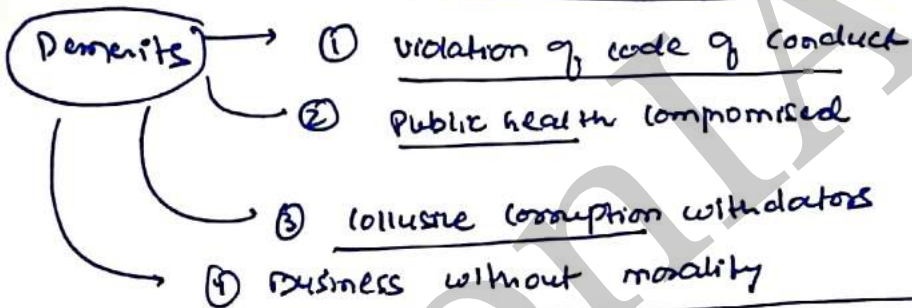 Demerits
① violation of code of conduct
② Public health compromised
③ Collusive corruption with doctors
④ Business without morality